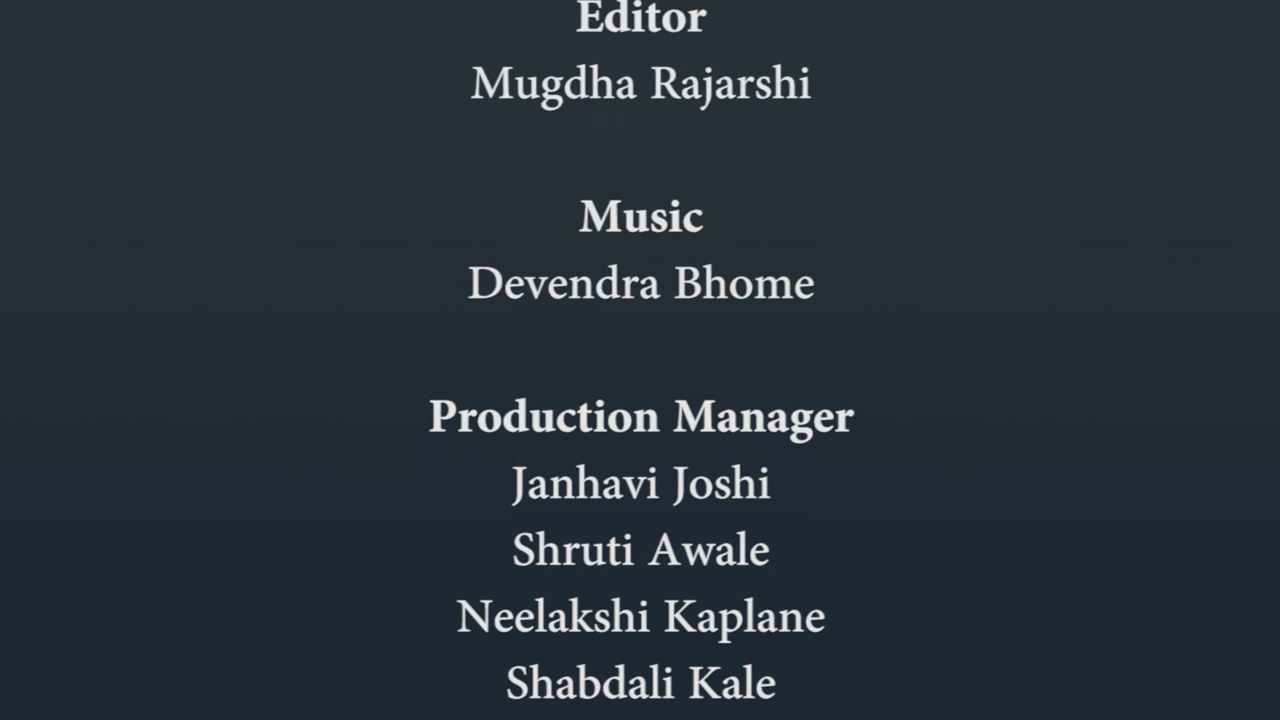 Editor
Mugdha Rajarshi
Music
Devendra Bhome
Production Manager
Janhavi Joshi
Shruti Awale
Neelakshi Kaplane
Shabdali Kale